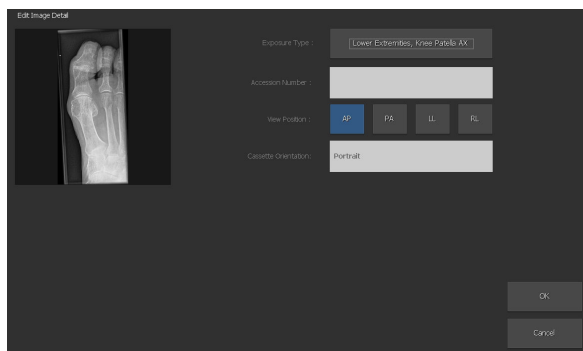 Edit Image Detail
Exposure Type :
Lower Extremities, Knee Patella AX
Accession Number :
View Position :
AP
PA
LL
RL
Cassette Orientation:
Portrait
OK
Cancel